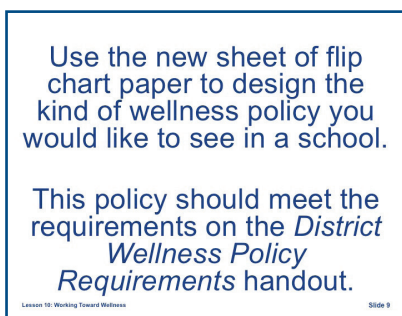 Use the new sheet of flip
chart paper to design the
kind of wellness policy you
would like to see in a school.
This policy should meet the
requirements on the District
Wellness Policy
Requirements handout.
Lesson 10: Working Toward Wellness
Slide 9